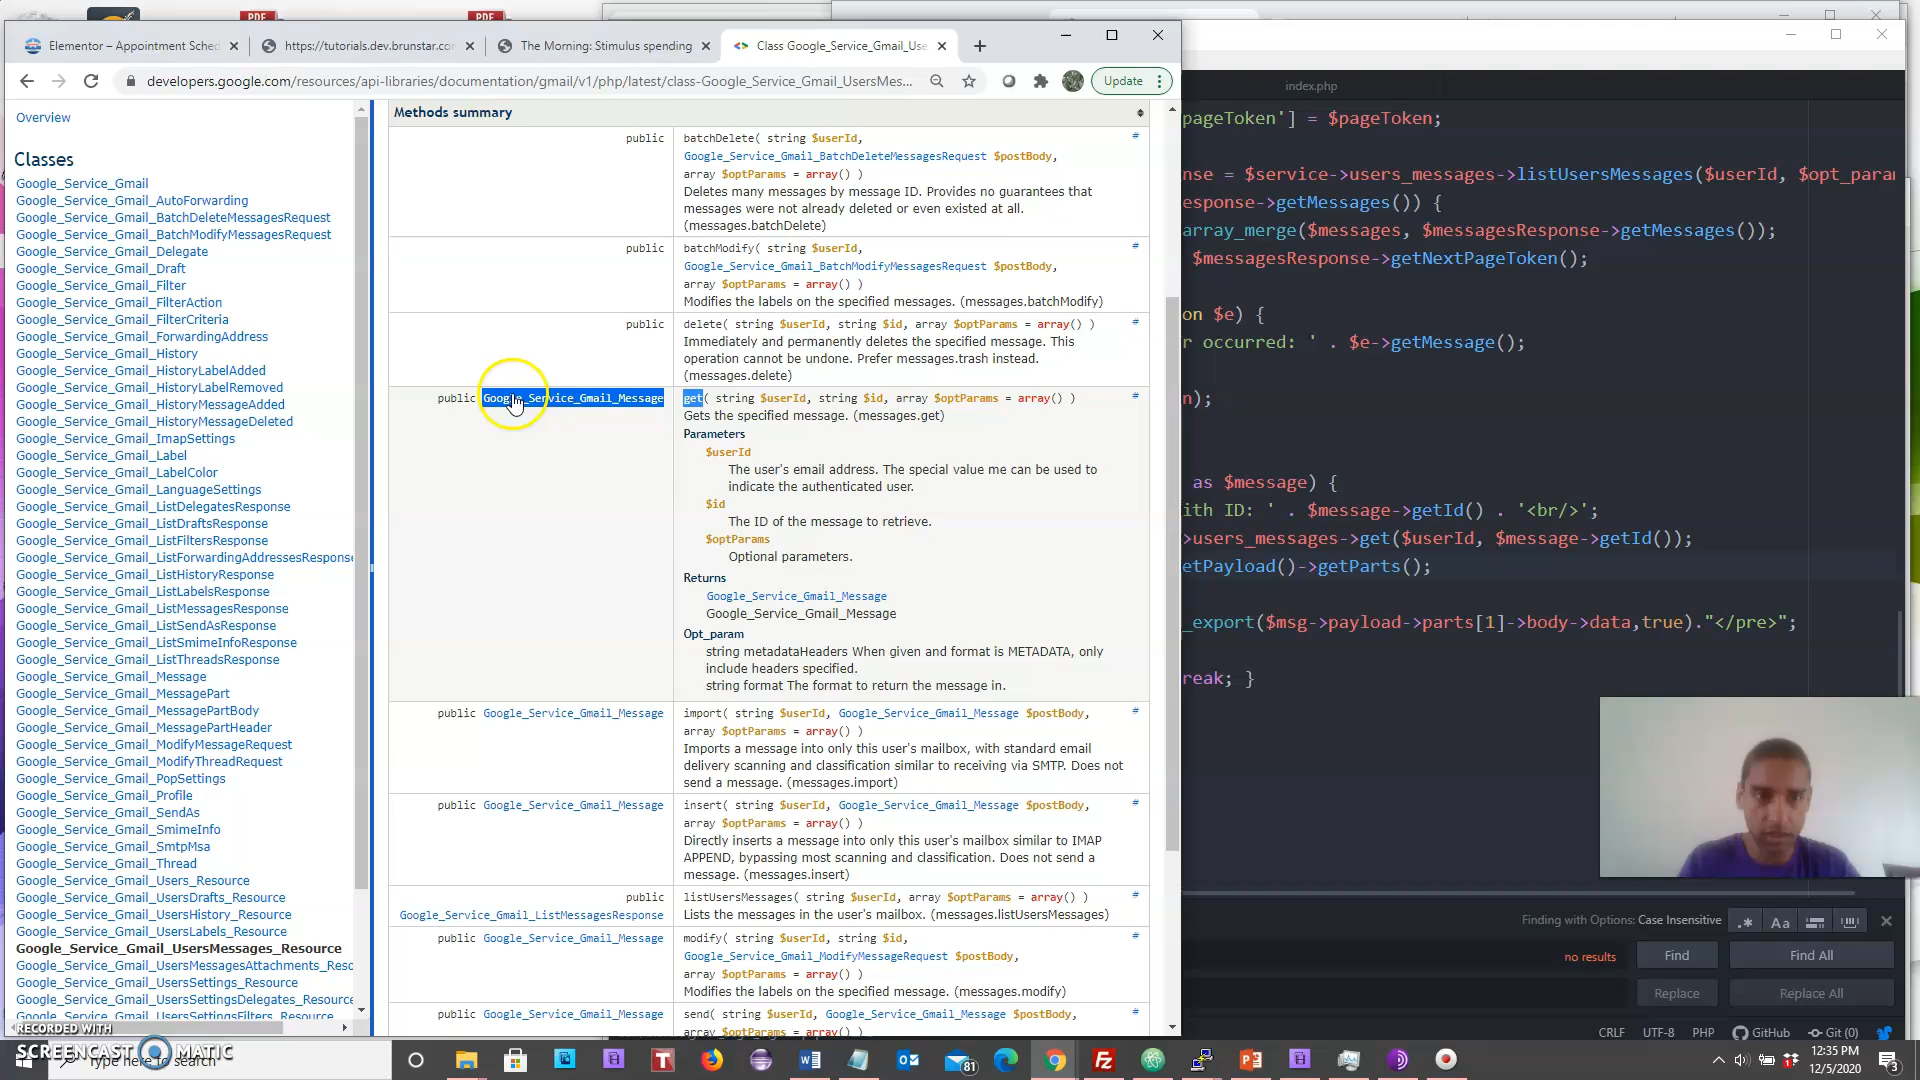 PDF
PDF
Elementor – Appointment Sched
https://tutorials.dev.brunstar.co
The Morning: Stimulus spending
Class Google_Service_Gmail_Use
developers.google.com/resources/api-libraries/documentation/gmail/v1/php/latest/class-Google_Service_Gmail_UsersMes...
Update
Overview
Classes
Google_Service_Gmail
Google_Service_Gmail_AutoForwarding
Google_Service_Gmail_BatchDeleteMessagesRequest
Google_Service_Gmail_BatchModifyMessagesRequest
Google_Service_Gmail_Delegate
Google_Service_Gmail_Draft
Google_Service_Gmail_Filter
Google_Service_Gmail_FilterAction
Google_Service_Gmail_FilterCriteria
Google_Service_Gmail_ForwardingAddress
Google_Service_Gmail_History
Google_Service_Gmail_HistoryLabelAdded
Google_Service_Gmail_HistoryLabelRemoved
Google_Service_Gmail_HistoryMessageAdded
Google_Service_Gmail_HistoryMessageDeleted
Google_Service_Gmail_ImapSettings
Google_Service_Gmail_Label
Google_Service_Gmail_LabelColor
Google_Service_Gmail_LanguageSettings
Google_Service_Gmail_ListDelegatesResponse
Google_Service_Gmail_ListDraftsResponse
Google_Service_Gmail_ListFiltersResponse
Google_Service_Gmail_ListForwardingAddressesResponse
Google_Service_Gmail_ListHistoryResponse
Google_Service_Gmail_ListLabelsResponse
Google_Service_Gmail_ListMessagesResponse
Google_Service_Gmail_ListSendAsResponse
Google_Service_Gmail_ListSmimeInfoResponse
Google_Service_Gmail_ListThreadsResponse
Google_Service_Gmail_Message
Google_Service_Gmail_MessagePart
Google_Service_Gmail_MessagePartBody
Google_Service_Gmail_MessagePartHeader
Google_Service_Gmail_ModifyMessageRequest
Google_Service_Gmail_ModifyThreadRequest
Google_Service_Gmail_PopSettings
Google_Service_Gmail_Profile
Google_Service_Gmail_SendAs
Google_Service_Gmail_SmimeInfo
Google_Service_Gmail_SmtpMsa
Google_Service_Gmail_Thread
Google_Service_Gmail_Users_Resource
Google_Service_Gmail_UsersDrafts_Resource
Google_Service_Gmail_UsersHistory_Resource
Google_Service_Gmail_UsersLabels_Resource
Google_Service_Gmail_UsersMessages_Resource
Google_Service_Gmail_UsersMessagesAttachments_Reso
Google_Service_Gmail_UsersSettings_Resource
Google_Service_Gmail_UsersSettingsDelegates_Resource
Google_Service_Gmail_UsersSettingsFilters_Resource
Methods summary
public batchDelete( string $userId,
Google_Service_Gmail_BatchDeleteMessagesRequest $postBody,
array $optParams = array() )
#
Deletes many messages by message ID. Provides no guarantees that
messages were not already deleted or even existed at all.
(messages.batchDelete)
public batchModify( string $userId,
Google_Service_Gmail_BatchModifyMessagesRequest $postBody,
array $optParams = array() )
#
Modifies the labels on the specified messages. (messages.batchModify)
public delete( string $userId, string $id, array $optParams = array() ) #
Immediately and permanently deletes the specified message. This
operation cannot be undone. Prefer messages.trash instead.
(messages.delete)
public Google_Service_Gmail_Message get( string $userId, string $id, array $optParams = array() ) #
Gets the specified message. (messages.get)
Parameters
$userId
The user's email address. The special value me can be used to
indicate the authenticated user.
$id
The ID of the message to retrieve.
$optParams
Optional parameters.
Returns
Google_Service_Gmail_Message
Google_Service_Gmail_Message
Opt_param
string metadataHeaders When given and format is METADATA, only
include headers specified.
string format The format to return the message in.
public Google_Service_Gmail_Message import( string $userId, Google_Service_Gmail_Message $postBody,
array $optParams = array() )
#
Imports a message into only this user's mailbox, with standard email
delivery scanning and classification similar to receiving via SMTP. Does not
send a message. (messages.import)
public Google_Service_Gmail_Message insert( string $userId, Google_Service_Gmail_Message $postBody,
array $optParams = array() )
#
Directly inserts a message into only this user's mailbox similar to IMAP
APPEND, bypassing most scanning and classification. Does not send a
message. (messages.insert)
public
Google_Service_Gmail_ListMessagesResponse
listUsersMessages( string $userId, array $optParams = array() ) #
Lists the messages in the user's mailbox. (messages.listUsersMessages)
public Google_Service_Gmail_Message modify( string $userId, string $id,
Google_Service_Gmail_ModifyMessageRequest $postBody,
array $optParams = array() )
#
Modifies the labels on the specified message. (messages.modify)
public Google_Service_Gmail_Message send( string $userId, Google_Service_Gmail_Message $postBody,
array $optParams = array() )
#
index.php
pageToken'] = $pageToken;
nse = $service->users_messages->listUsersMessages($userId, $opt_param
esponse->getMessages()) {
array_merge($messages, $messagesResponse->getMessages());
$messagesResponse->getNextPageToken();
on $e) {
r occurred: ' . $e->getMessage();
n);
as $message) {
ith ID: ' . $message->getId() . '<br/>';
>users_messages->get($userId, $message->getId());
etPayload()->getParts();
_export($msg->payload->parts[1]->body->data,true)."</pre>";
reak; }
Finding with Options: Case Insensitive
.*
Aa
no results
Find
Find All
Replace
Replace All
CRLF
UTF-8
PHP
GitHub
Git (0)
RECORDED WITH
SCREENCAST MATIC
Type here to search
81
12:35 PM
12/5/2020
3